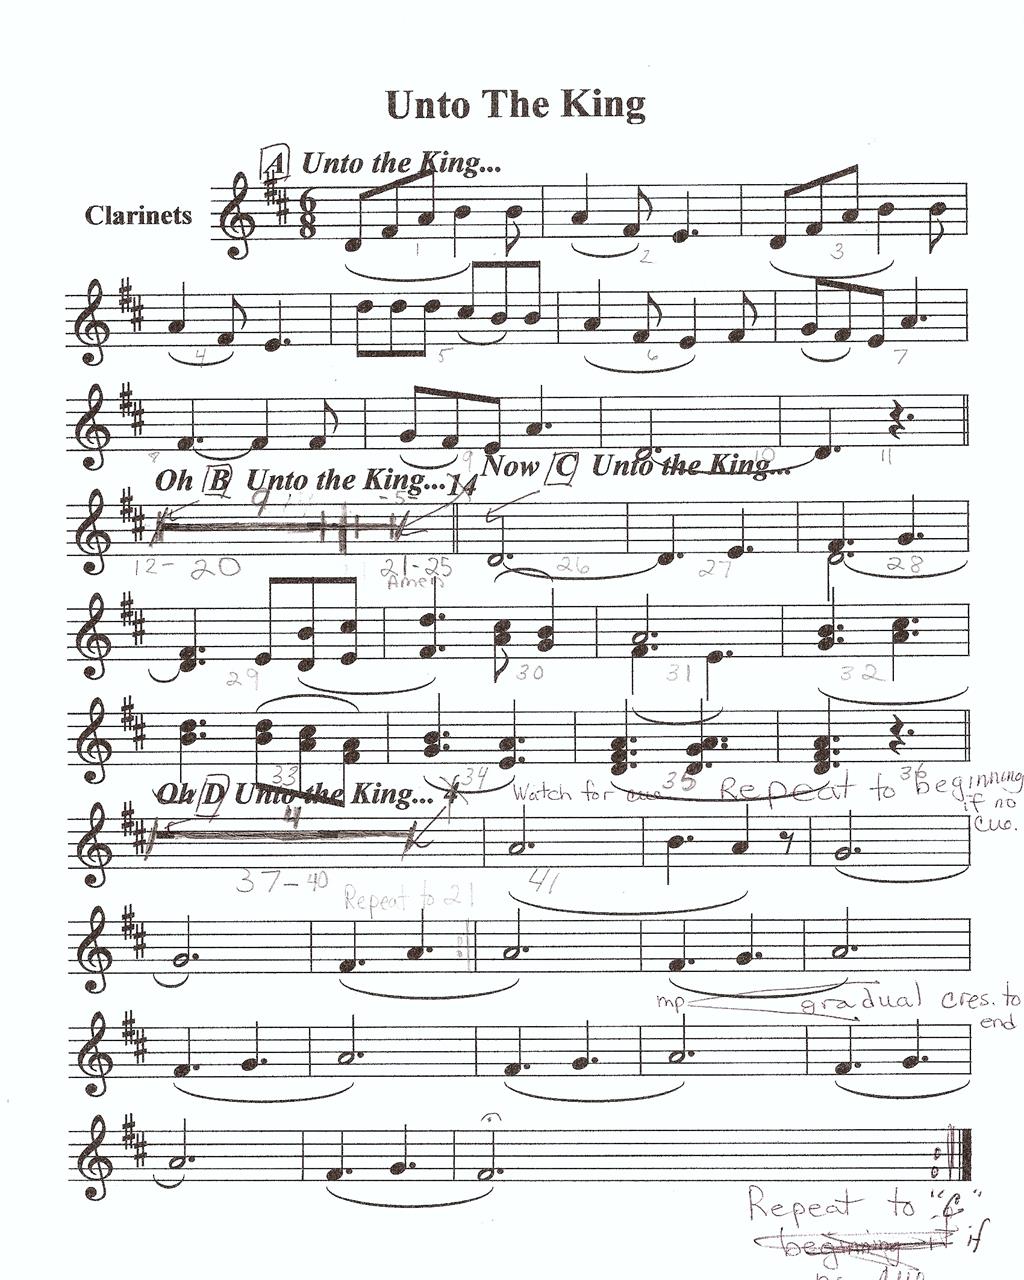 Unto The King
A Unto the King...
Clarinets
6
8
1 2 3
4 5 6 7
8 9 10 11
Oh B Unto the King... 14 Now C Unto the King...
9 -5-
12- 20 21-25 26 27 28
Amen
29 30 31 32
33 34 35 36
Oh D Unto the King... 4 Watch for cue Repeat to beginning
if no
cue.
4
37-40 41
Repeat to 21
mp gradual cres. to
end
Repeat to "C"
beginning if if
no cue